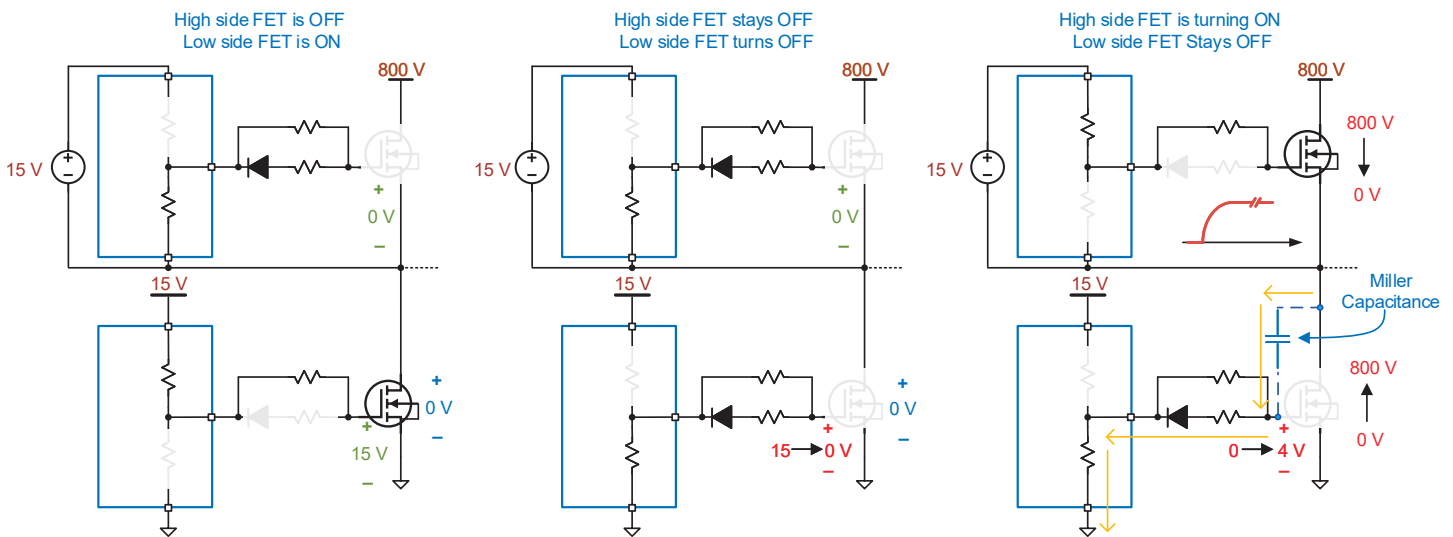 High side FET is OFF
Low side FET is ON
800 V
15 V
+
−
+
0 V
−
15 V
+
0 V
−
+
15 V
−
High side FET stays OFF
Low side FET turns OFF
800 V
15 V
+
−
+
0 V
−
15 V
+
0 V
−
+
15 0 V
−
High side FET is turning ON
Low side FET Stays OFF
800 V
15 V
+
−
800 V
0 V
15 V
Miller
Capacitance
800 V
0 V
+
0 4 V
−